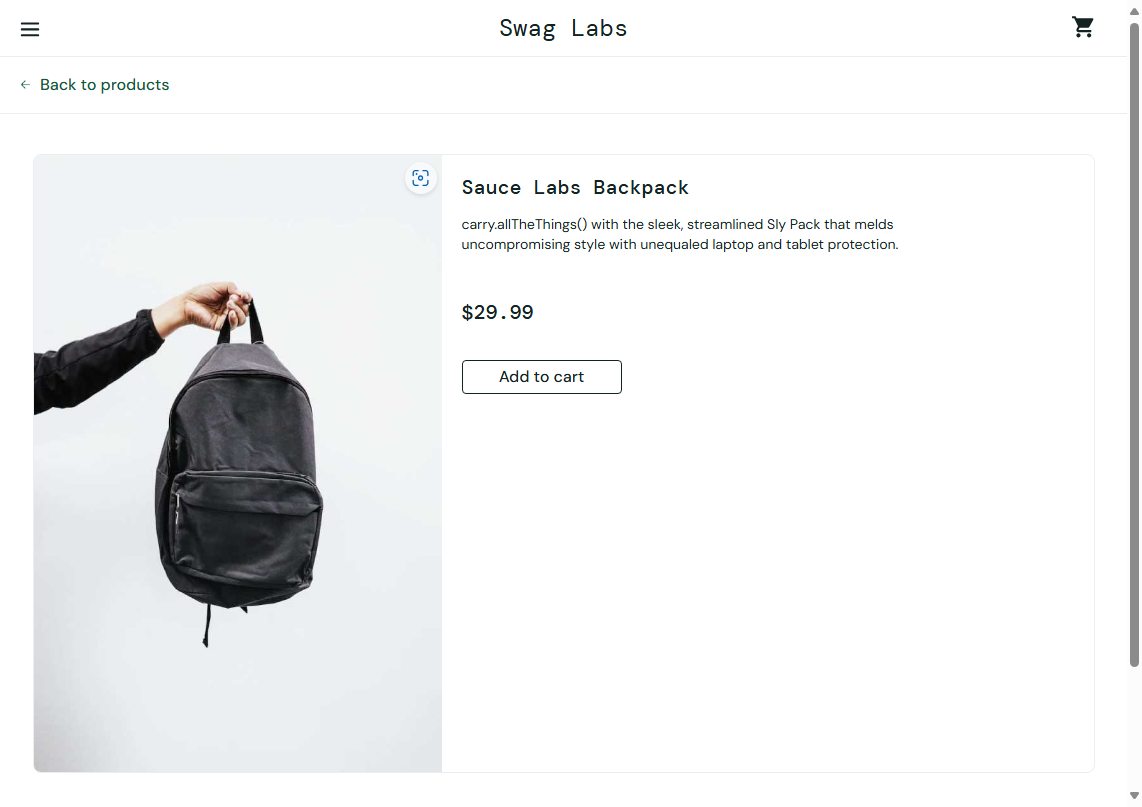 Swag Labs
Back to products
Sauce Labs Backpack
carry.allTheThings() with the sleek, streamlined Sly Pack that melds
uncompromising style with unequaled laptop and tablet protection.
$29.99
Add to cart